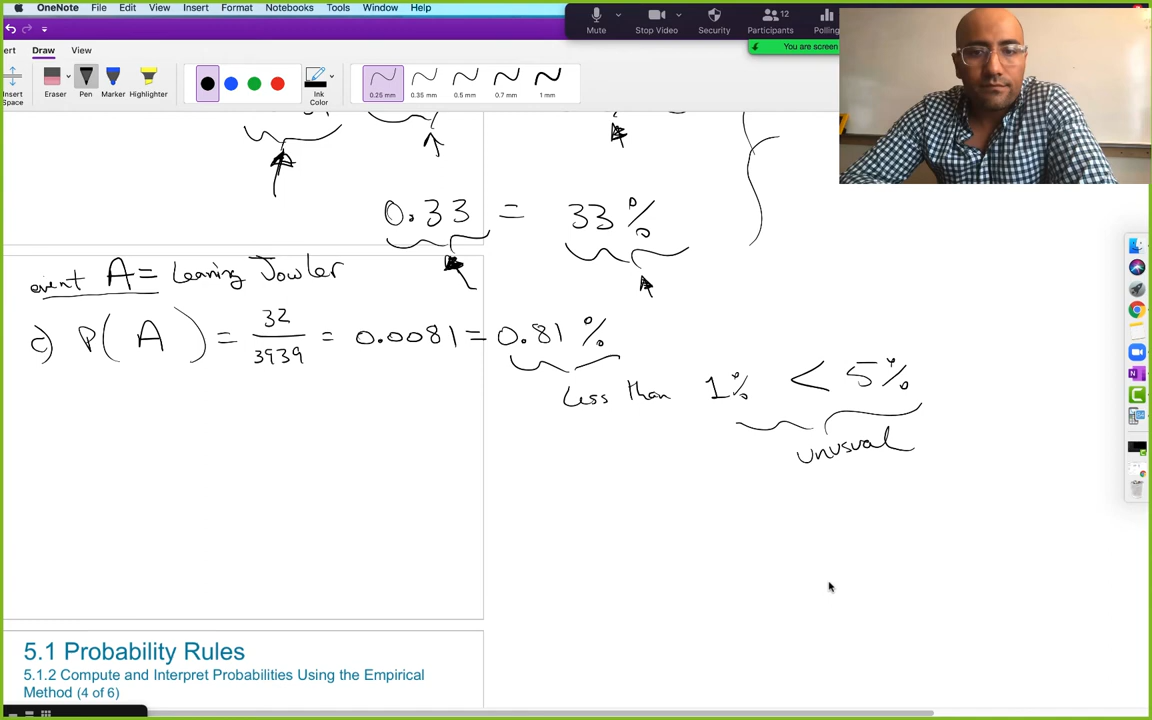 OneNote File Edit View Insert Format Notebooks Tools Window Help
ert Draw View
Insert Space
Eraser Pen Marker Highlighter
Ink Color
0.25 mm 0.35 mm 0.5 mm 0.7 mm 1 mm
Mute Stop Video Security Participants 12 Polling
You are screen
0.33 = 33%
event A = Leaning Jowler
c) P(A) = 32/3939 = 0.0081 = 0.81 %
Less than 1% < 5%
unusual
5.1 Probability Rules
5.1.2 Compute and Interpret Probabilities Using the Empirical
Method (4 of 6)